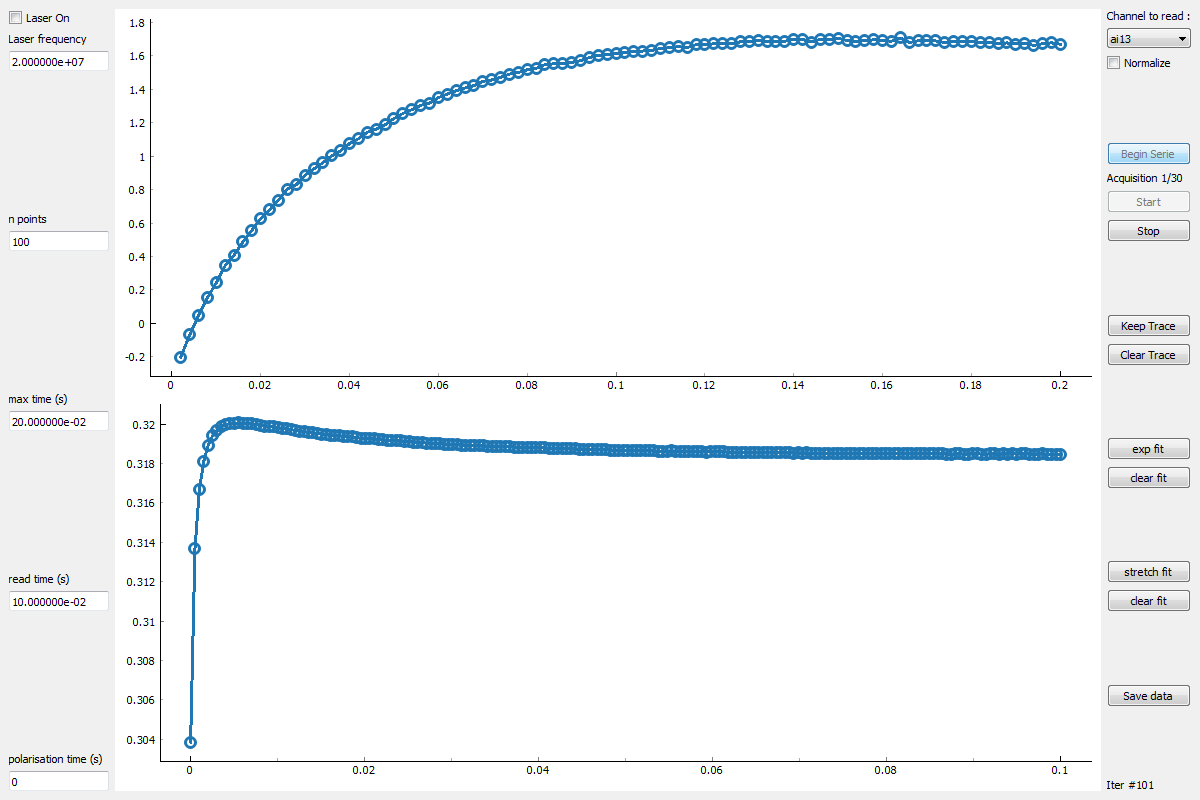 Laser On
Laser frequency
2.000000e+07
n points
100
max time (s)
20.000000e-02
read time (s)
10.000000e-02
polarisation time (s)
0
1.8
1.6
1.4
1.2
1
0.8
0.6
0.4
0.2
0
-0.2
0 0.02 0.04 0.06 0.08 0.1 0.12 0.14 0.16 0.18 0.2
0.32
0.318
0.316
0.314
0.312
0.31
0.308
0.306
0.304
0 0.02 0.04 0.06 0.08 0.1
Channel to read :
ai13
Normalize
Begin Serie
Acquisition 1/30
Start
Stop
Keep Trace
Clear Trace
exp fit
clear fit
stretch fit
clear fit
Save data
Iter #101